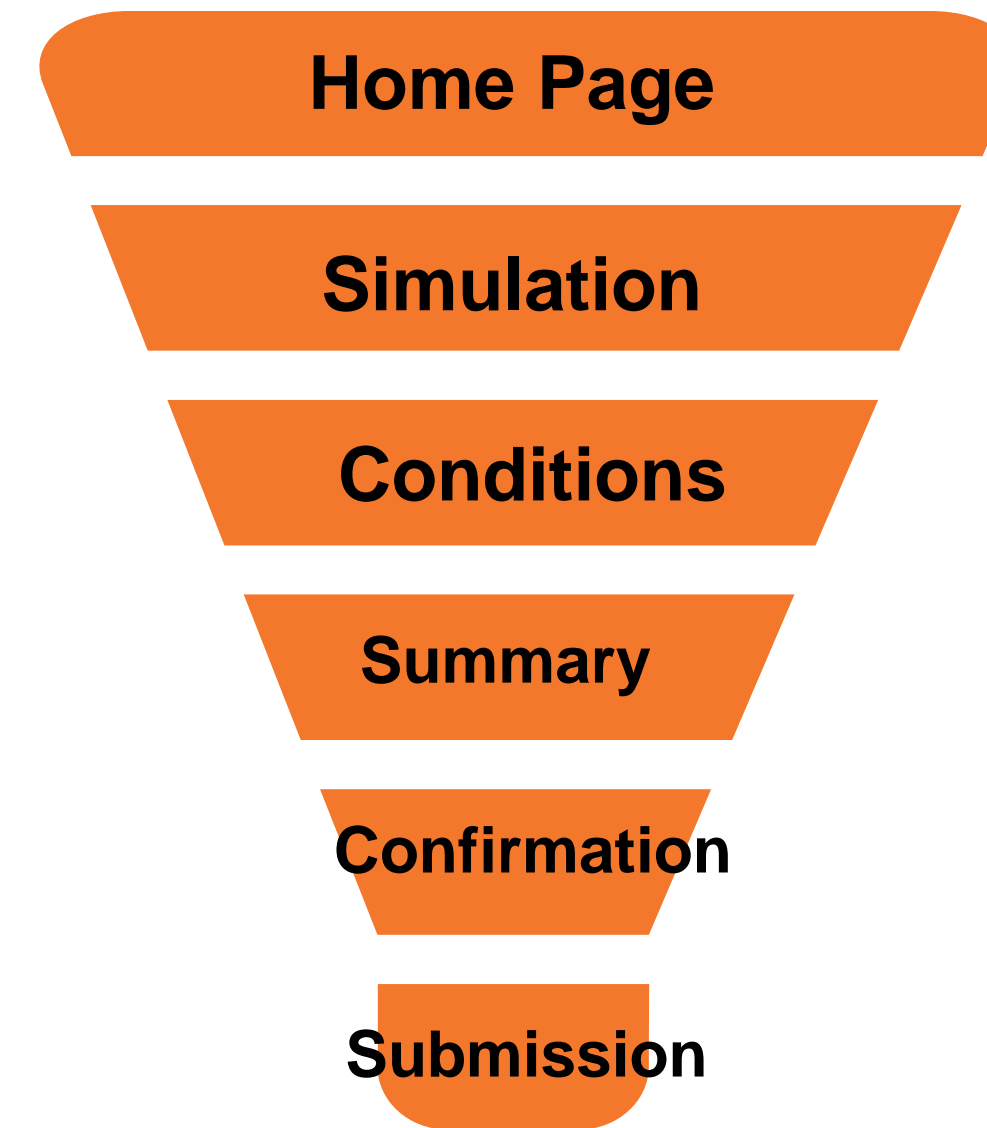 Home Page
Simulation
Conditions
Summary
Confirmation
Submission